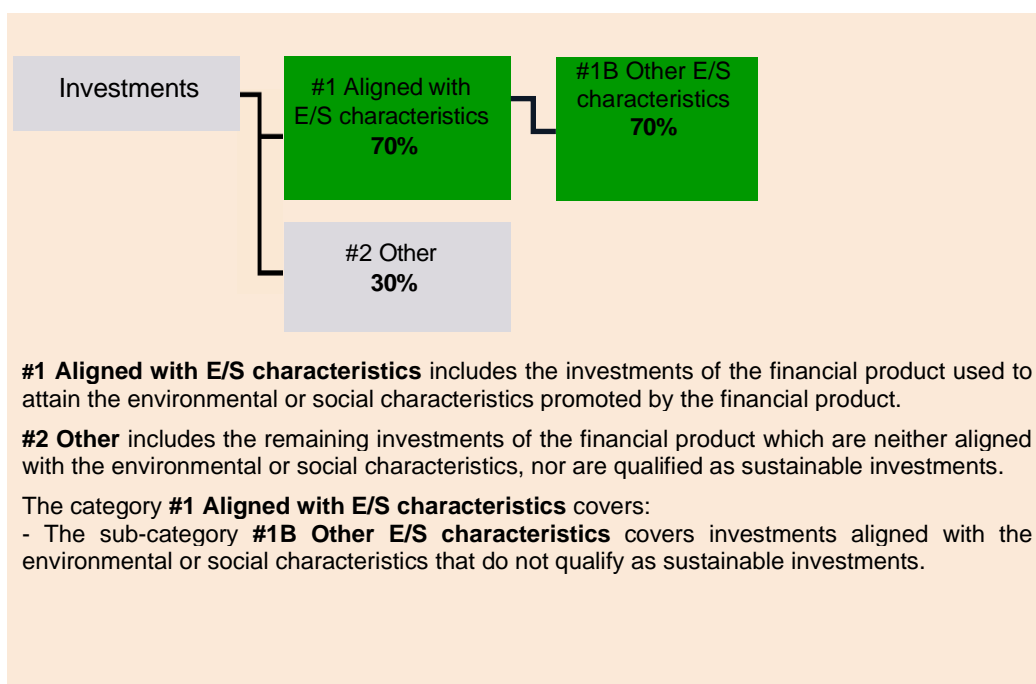 Investments
#1 Aligned with
E/S characteristics
70%
#1B Other E/S
characteristics
70%
#2 Other
30%
#1 Aligned with E/S characteristics includes the investments of the financial product used to
attain the environmental or social characteristics promoted by the financial product.
#2 Other includes the remaining investments of the financial product which are neither aligned
with the environmental or social characteristics, nor are qualified as sustainable investments.
The category #1 Aligned with E/S characteristics covers:
- The sub-category #1B Other E/S characteristics covers investments aligned with the
environmental or social characteristics that do not qualify as sustainable investments.